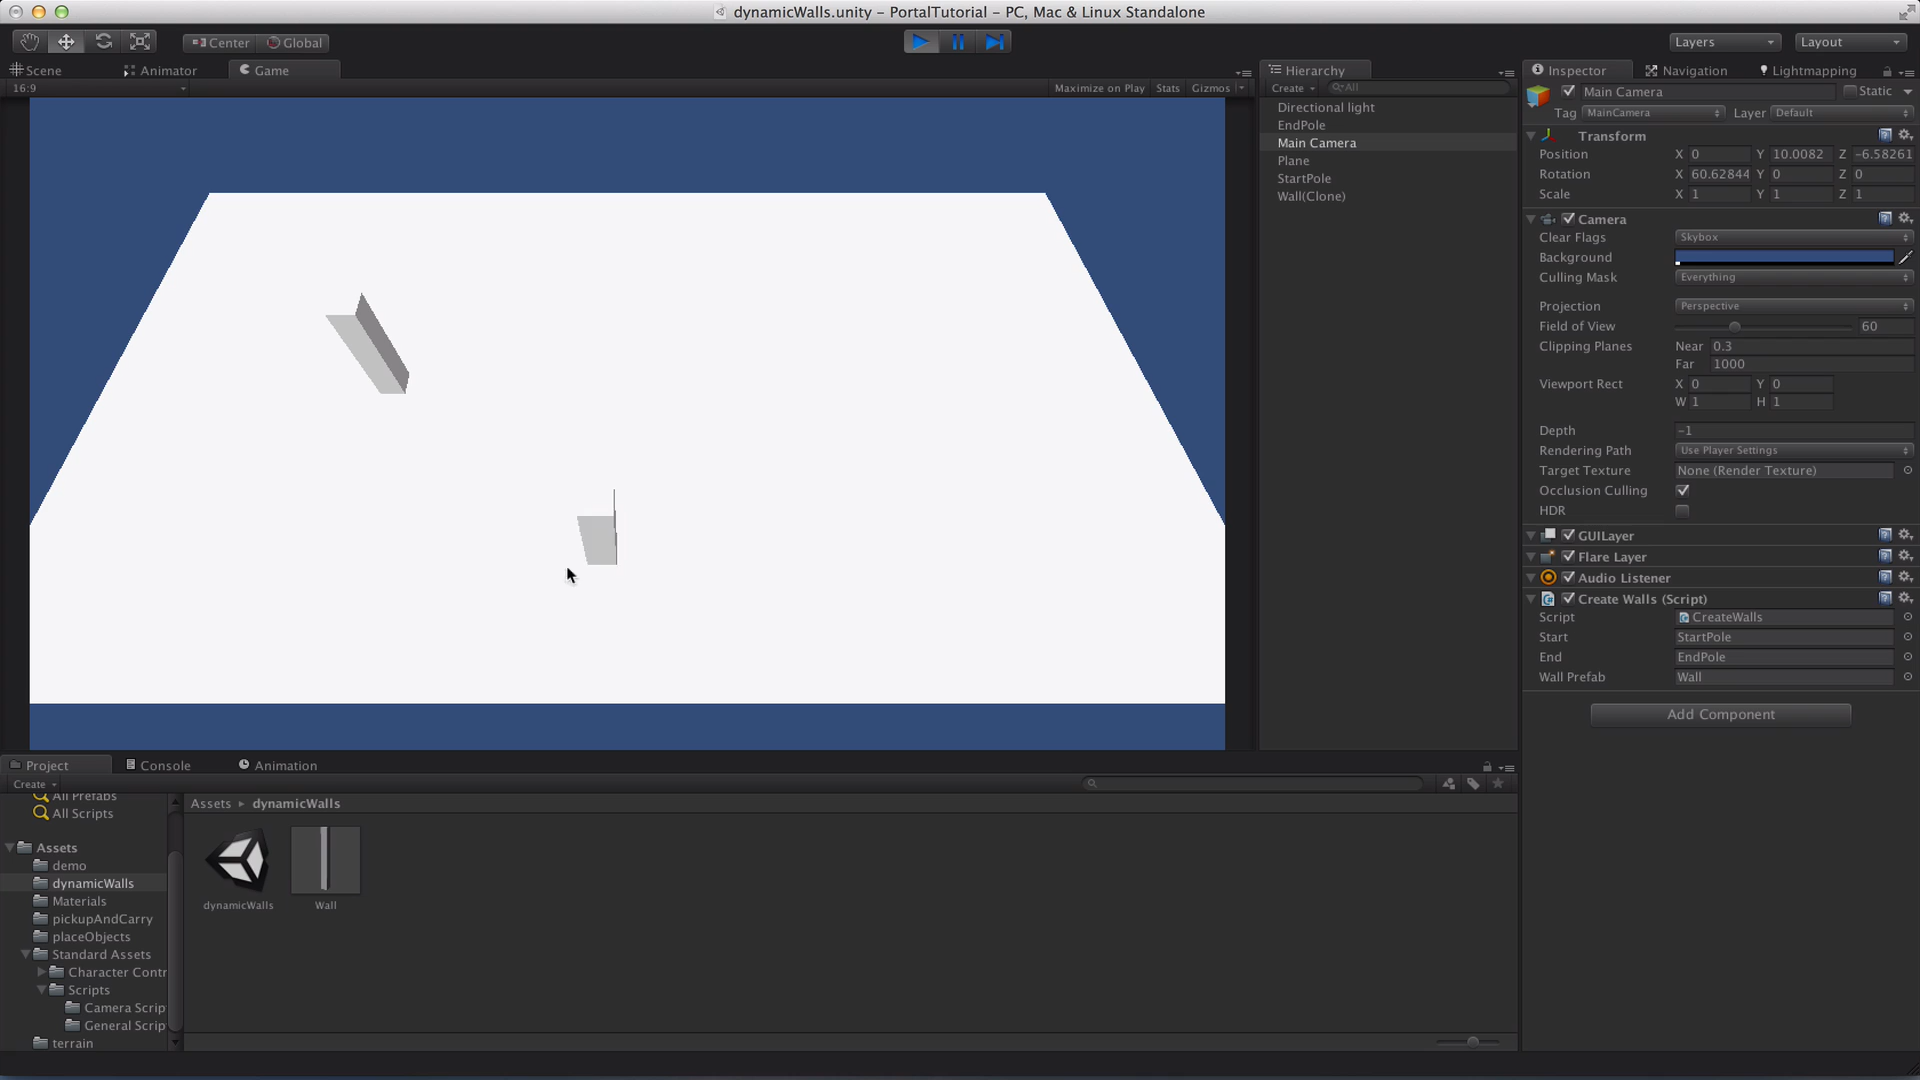 dynamicWalls.unity – PortalTutorial – PC, Mac & Linux Standalone
Center Global
Layers Layout
Scene Animator Game
16:9 Maximize on Play Stats Gizmos
Hierarchy
Create All
Directional light
EndPole
Main Camera
Plane
StartPole
Wall(Clone)
Inspector Navigation Lightmapping
Main Camera Static
Tag MainCamera Layer Default
Transform
Position X 0 Y 10.0082 Z -6.58261
Rotation X 60.62844 Y 0 Z 0
Scale X 1 Y 1 Z 1
Camera
Clear Flags Skybox
Background
Culling Mask Everything
Projection Perspective
Field of View 60
Clipping Planes Near 0.3
Far 1000
Viewport Rect X 0 Y 0
W 1 H 1
Depth -1
Rendering Path Use Player Settings
Target Texture None (Render Texture)
Occlusion Culling
HDR
GUILayer
Flare Layer
Audio Listener
Create Walls (Script)
Script CreateWalls
Start StartPole
End EndPole
Wall Prefab Wall
Add Component
Project Console Animation
Create
All Prefabs
All Scripts
Assets
demo
dynamicWalls
Materials
pickupAndCarry
placeObjects
Standard Assets
Character Contr
Scripts
Camera Scrip
General Scrip
terrain
Assets ▸ dynamicWalls
dynamicWalls Wall